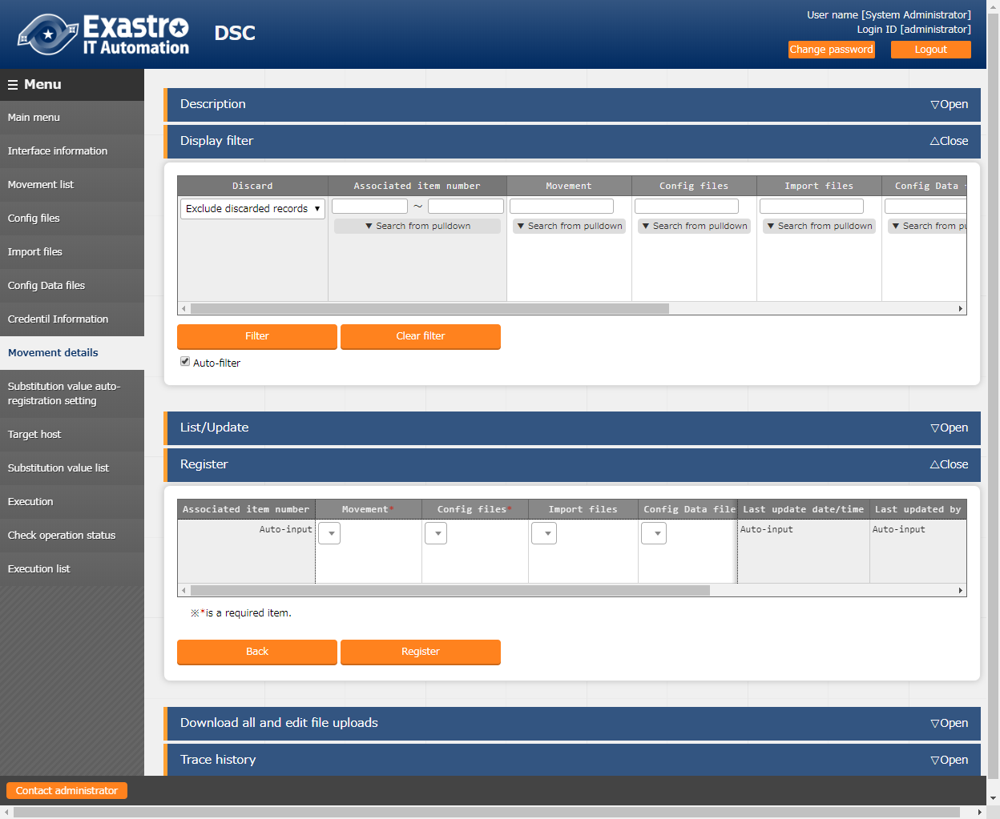 Exastro
IT Automation
DSC
User name [System Administrator]
Login ID [administrator]
Change password
Logout
Menu
Main menu
Interface information
Movement list
Config files
Import files
Config Data files
Credentil Information
Movement details
Substitution value auto-
registration setting
Target host
Substitution value list
Execution
Check operation status
Execution list
Description
▽Open
Display filter
△Close
Discard
Associated item number
Movement
Config files
Import files
Config Data
Exclude discarded records ▼
~
▼ Search from pulldown
▼ Search from pulldown
▼ Search from pulldown
▼ Search from pulldown
▼ Search from pu
Filter
Clear filter
Auto-filter
List/Update
▽Open
Register
△Close
Associated item number
Movement*
Config files*
Import files
Config Data file
Last update date/time
Last updated by
Auto-input
Auto-input
Auto-input
※*is a required item.
Back
Register
Download all and edit file uploads
▽Open
Trace history
▽Open
Contact administrator